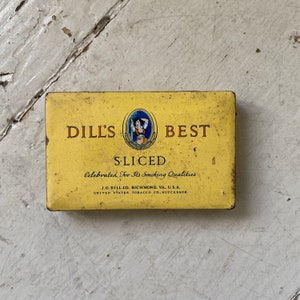 DILL'S BEST
SLICED
Celebrated For Its Smoking Qualities
J.G. DILL CO. RICHMOND, VA., U.S.A.
UNITED STATES TOBACCO CO., SUCCESSOR